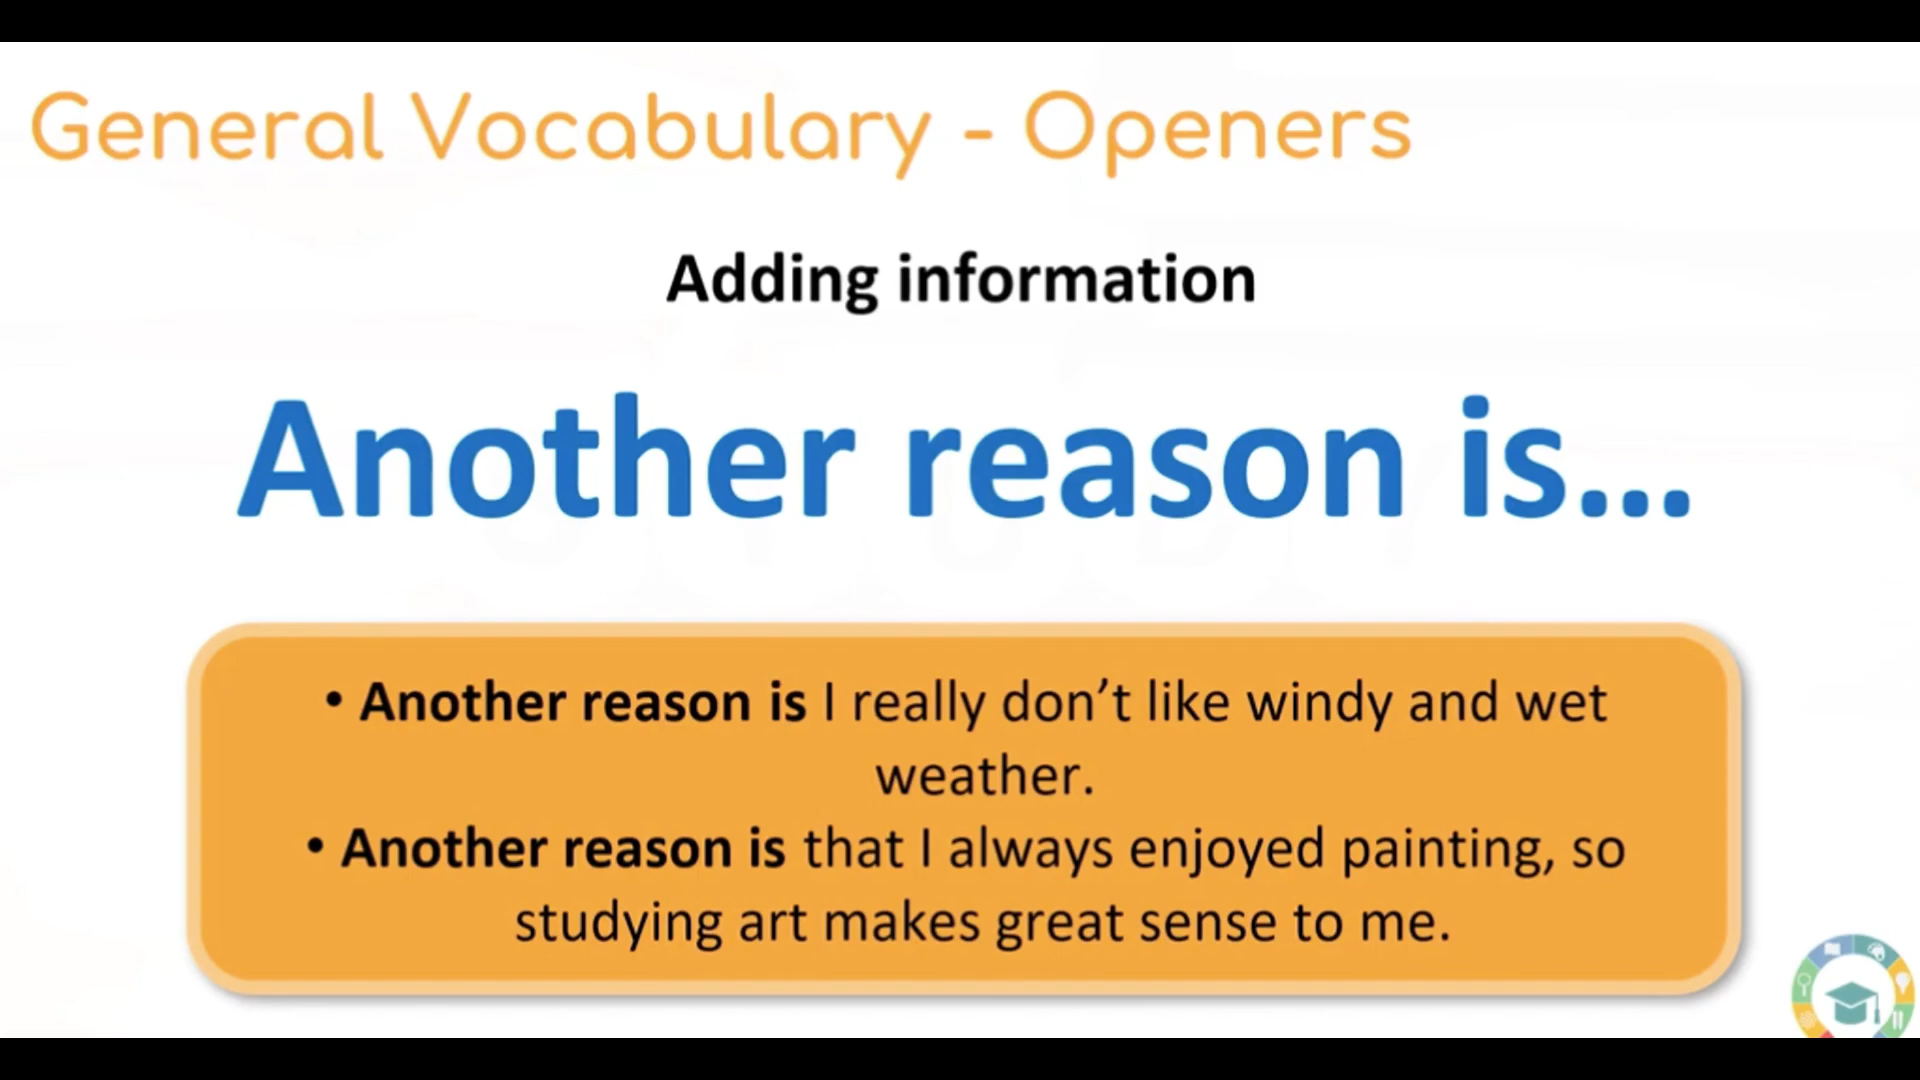 General Vocabulary - Openers
Adding information
Another reason is...
• Another reason is I really don’t like windy and wet
weather.
• Another reason is that I always enjoyed painting, so
studying art makes great sense to me.